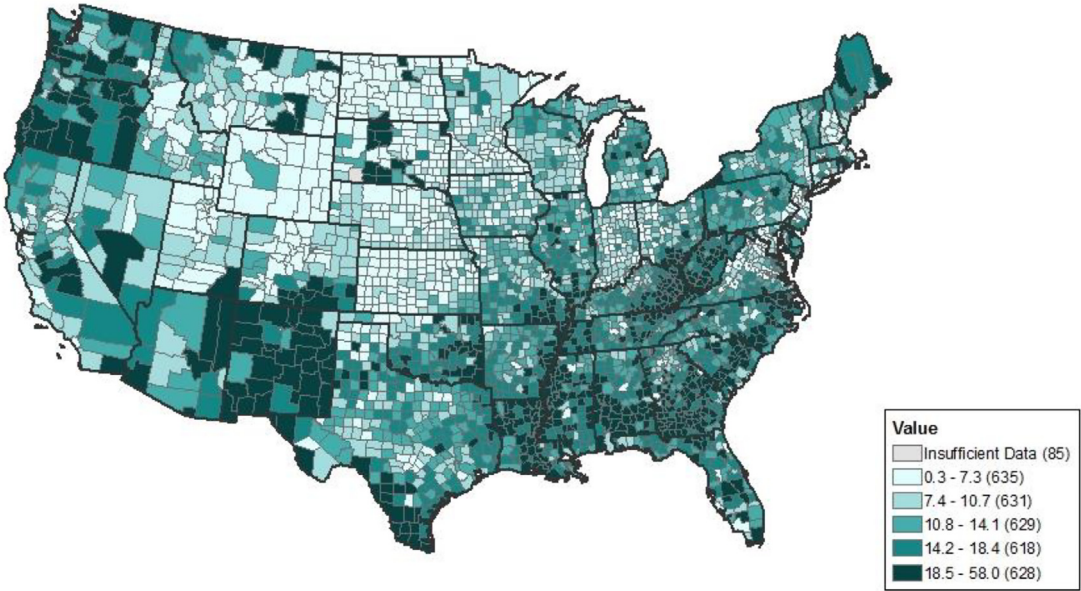 Value
Insufficient Data (85)
0.3 - 7.3 (635)
7.4 - 10.7 (631)
10.8 - 14.1 (629)
14.2 - 18.4 (618)
18.5 - 58.0 (628)